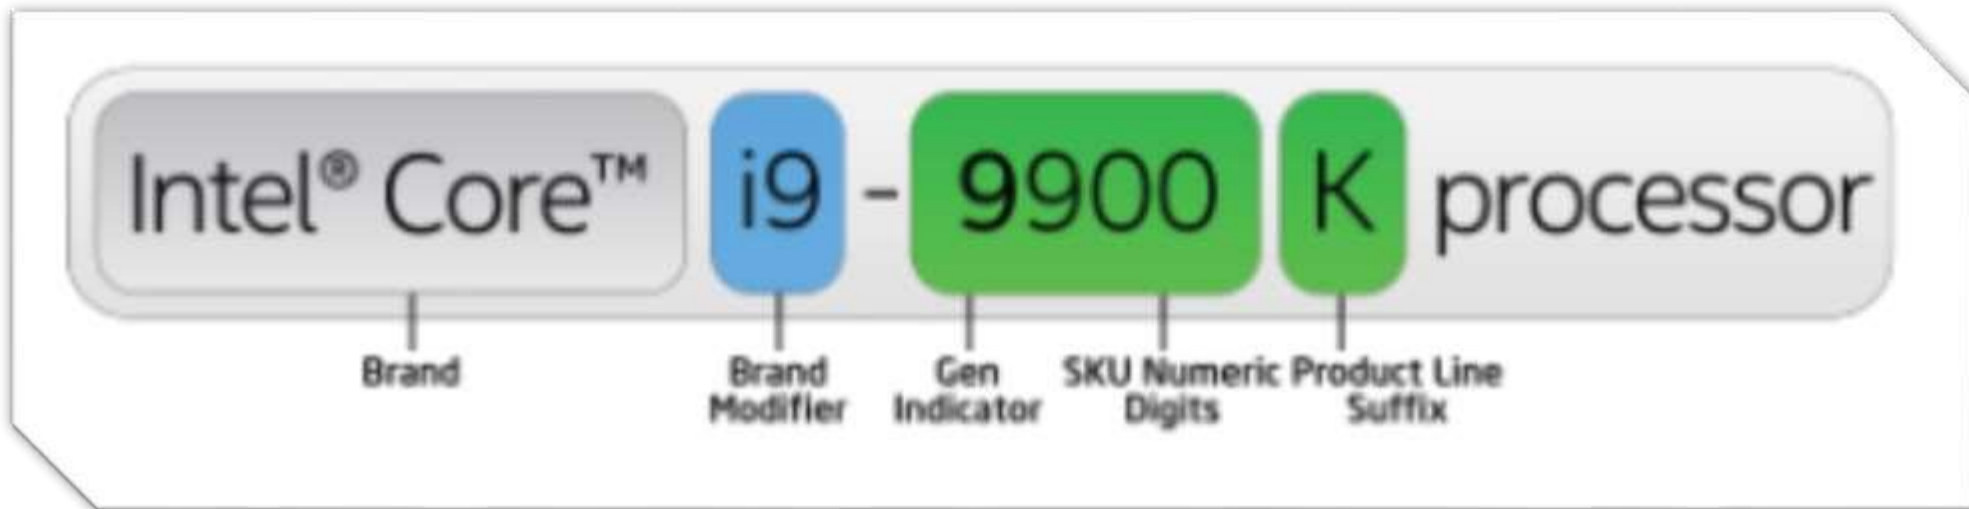 Intel® Core™ i9 - 9900 K processor
Brand Brand Gen SKU Numeric Product Line
Modifier Indicator Digits Suffix